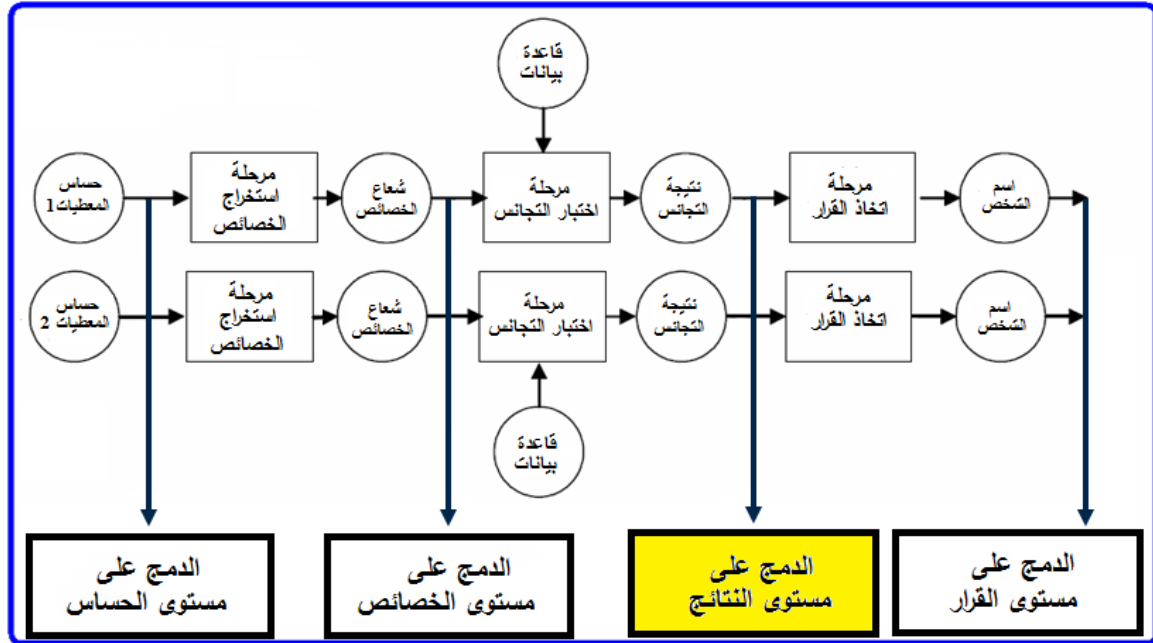 قاعدة
بيانات
حساس
المعطيات1
مرحلة
استخراج
الخصائص
شعاع
الخصائص
مرحلة
اختبار التجانس
نتيجة
التجانس
مرحلة
اتخاذ القرار
اسم
الشخص
حساس
المعطيات 2
مرحلة
استخراج
الخصائص
شعاع
الخصائص
مرحلة
اختبار التجانس
نتيجة
التجانس
مرحلة
اتخاذ القرار
اسم
الشخص
قاعدة
بيانات
الدمج على
مستوى الحساس
الدمج على
مستوى الخصائص
الدمج على
مستوى النتائج
الدمج على
مستوى القرار